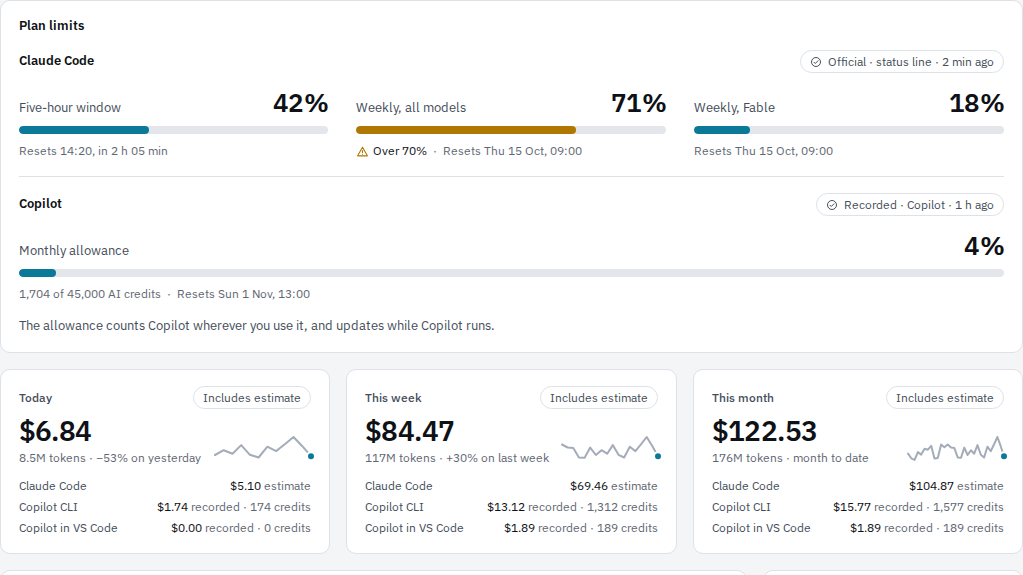 Plan limits
Claude Code
Official · status line · 2 min ago
Five-hour window 42%
Resets 14:20, in 2 h 05 min
Weekly, all models 71%
Over 70% · Resets Thu 15 Oct, 09:00
Weekly, Fable 18%
Resets Thu 15 Oct, 09:00
Copilot
Recorded · Copilot · 1 h ago
Monthly allowance 4%
1,704 of 45,000 AI credits · Resets Sun 1 Nov, 13:00
The allowance counts Copilot wherever you use it, and updates while Copilot runs.
Today Includes estimate
$6.84
8.5M tokens · −53% on yesterday
Claude Code $5.10 estimate
Copilot CLI $1.74 recorded · 174 credits
Copilot in VS Code $0.00 recorded · 0 credits
This week Includes estimate
$84.47
117M tokens · +30% on last week
Claude Code $69.46 estimate
Copilot CLI $13.12 recorded · 1,312 credits
Copilot in VS Code $1.89 recorded · 189 credits
This month Includes estimate
$122.53
176M tokens · month to date
Claude Code $104.87 estimate
Copilot CLI $15.77 recorded · 1,577 credits
Copilot in VS Code $1.89 recorded · 189 credits